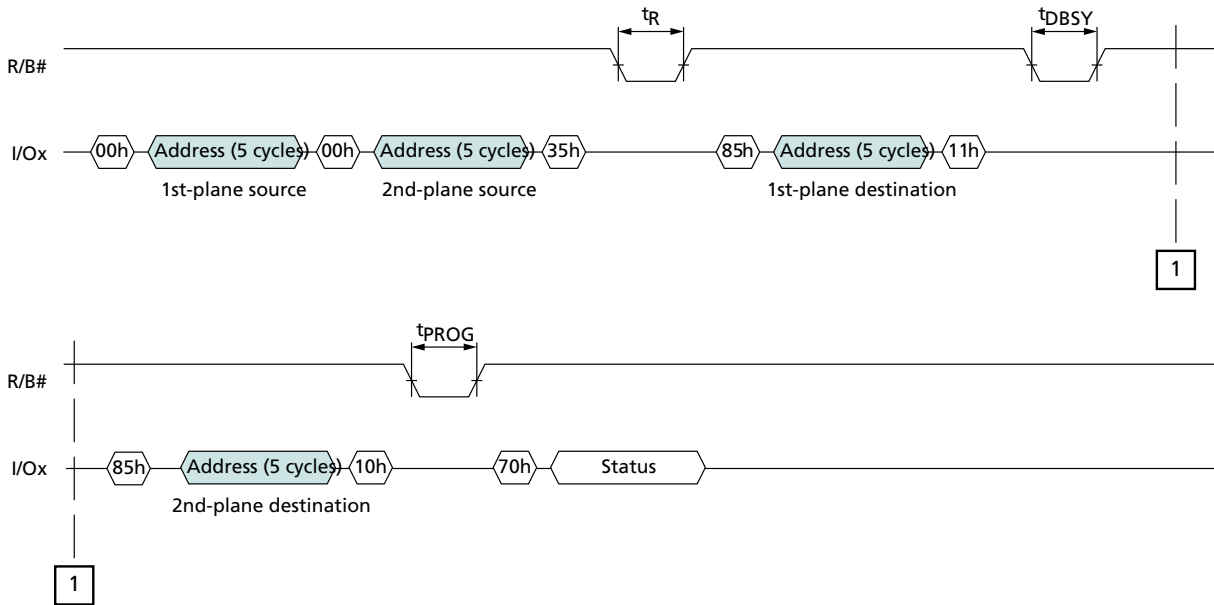 tR tDBSY
R/B#
I/Ox 00h Address (5 cycles) 00h Address (5 cycles) 35h 85h Address (5 cycles) 11h
1st-plane source 2nd-plane source 1st-plane destination
1
tPROG
R/B#
I/Ox 85h Address (5 cycles) 10h 70h Status
2nd-plane destination
1